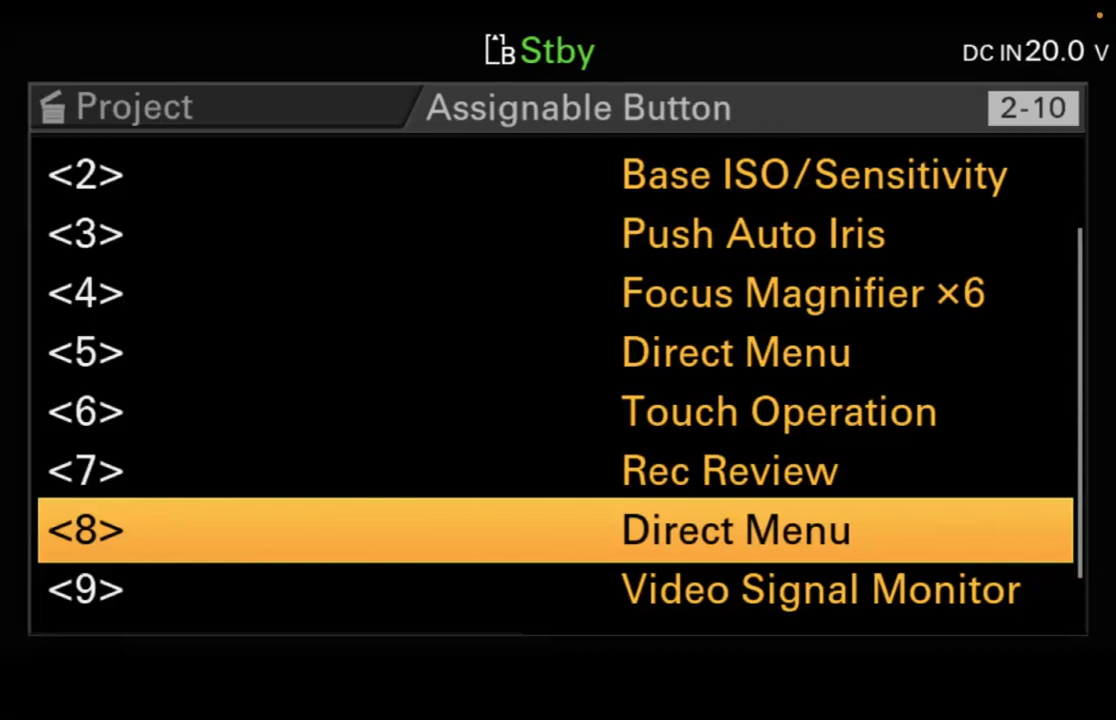 B Stby
DC IN 20.0 V
Project
Assignable Button
2-10
<2> Base ISO/Sensitivity
<3> Push Auto Iris
<4> Focus Magnifier ×6
<5> Direct Menu
<6> Touch Operation
<7> Rec Review
<8> Direct Menu
<9> Video Signal Monitor